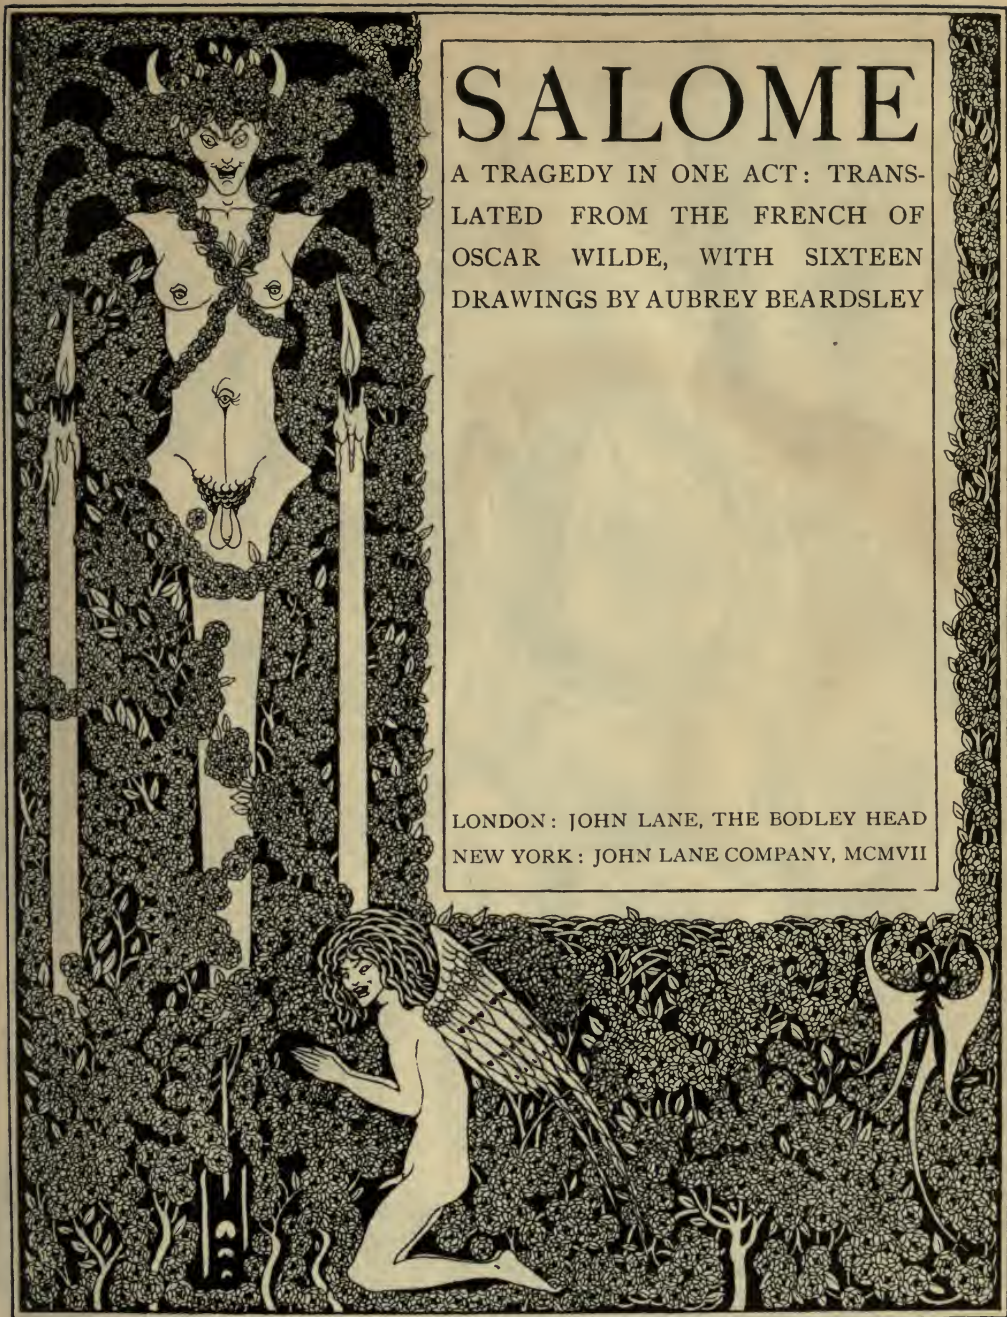 SALOME
A TRAGEDY IN ONE ACT: TRANS-
LATED FROM THE FRENCH OF
OSCAR WILDE, WITH SIXTEEN
DRAWINGS BY AUBREY BEARDSLEY
LONDON: JOHN LANE, THE BODLEY HEAD
NEW YORK: JOHN LANE COMPANY, MCMVII